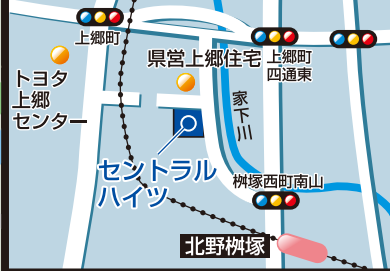 上郷町
県営上郷住宅
上郷町
四通東
トヨタ
上郷
センター
家下川
セントラル
ハイツ
桝塚西町南山
北野桝塚